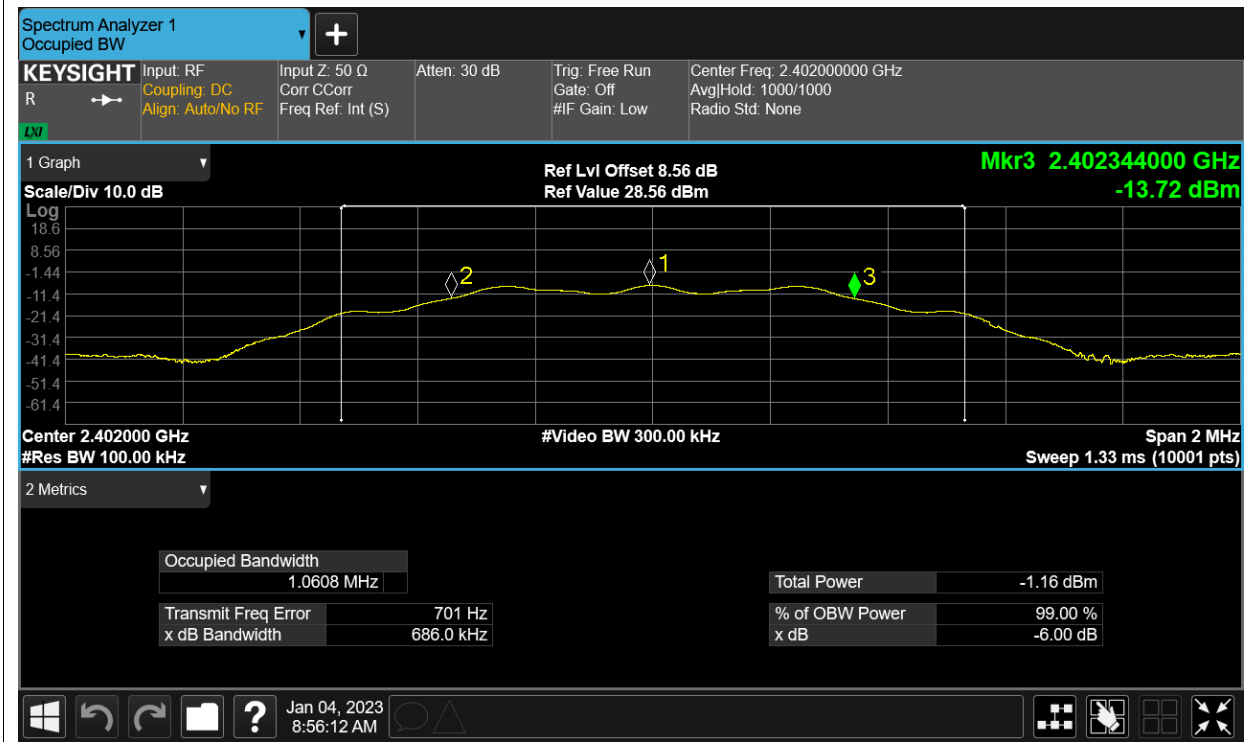 Spectrum Analyzer 1
Occupied BW
+
KEYSIGHT
R
LXI
Input: RF
Coupling: DC
Align: Auto/No RF
Input Z: 50 Ω
Corr CCorr
Freq Ref: Int (S)
Atten: 30 dB
Trig: Free Run
Gate: Off
#IF Gain: Low
Center Freq: 2.402000000 GHz
Avg|Hold: 1000/1000
Radio Std: None
1 Graph
Scale/Div 10.0 dB
Ref Lvl Offset 8.56 dB
Ref Value 28.56 dBm
Mkr3 2.402344000 GHz
-13.72 dBm
Log
18.6
8.56
-1.44
-11.4
-21.4
-31.4
-41.4
-51.4
-61.4
2
1
3
Center 2.402000 GHz
#Video BW 300.00 kHz
Span 2 MHz
#Res BW 100.00 kHz
Sweep 1.33 ms (10001 pts)
2 Metrics
Occupied Bandwidth
1.0608 MHz
Total Power -1.16 dBm
Transmit Freq Error 701 Hz
% of OBW Power 99.00 %
x dB Bandwidth 686.0 kHz
x dB -6.00 dB
?
Jan 04, 2023
8:56:12 AM